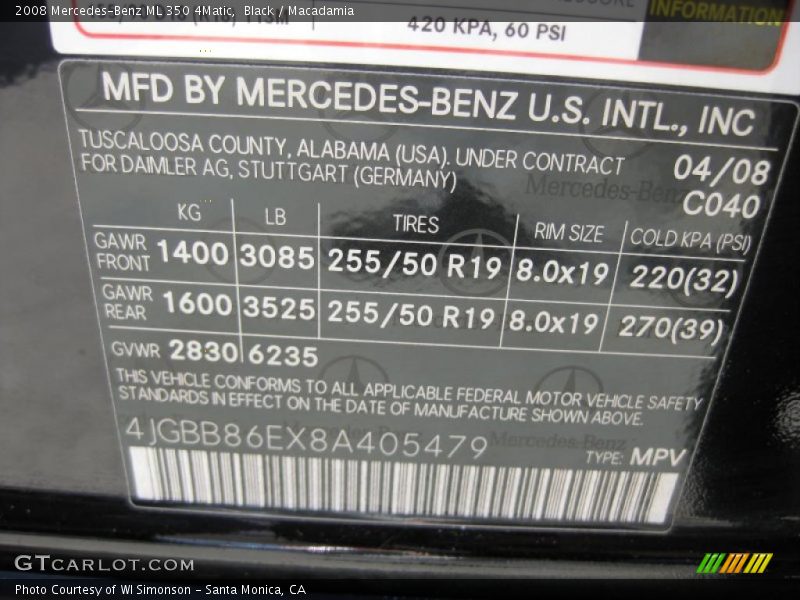 2008 Mercedes-Benz ML 350 4Matic,  Black / Macadamia
420 KPA, 60 PSI
INFORMATION
MFD BY MERCEDES-BENZ U.S. INTL., INC
TUSCALOOSA COUNTY, ALABAMA (USA). UNDER CONTRACT 04/08
FOR DAIMLER AG, STUTTGART (GERMANY) C040
KG LB TIRES RIM SIZE COLD KPA (PSI)
GAWR FRONT 1400 3085 255/50 R19 8.0x19 220(32)
GAWR REAR 1600 3525 255/50 R19 8.0x19 270(39)
GVWR 2830 6235
THIS VEHICLE CONFORMS TO ALL APPLICABLE FEDERAL MOTOR VEHICLE SAFETY
STANDARDS IN EFFECT ON THE DATE OF MANUFACTURE SHOWN ABOVE.
4JGBB86EX8A405479 TYPE: MPV
GTCARLOT.COM
Photo Courtesy of WI Simonson - Santa Monica, CA